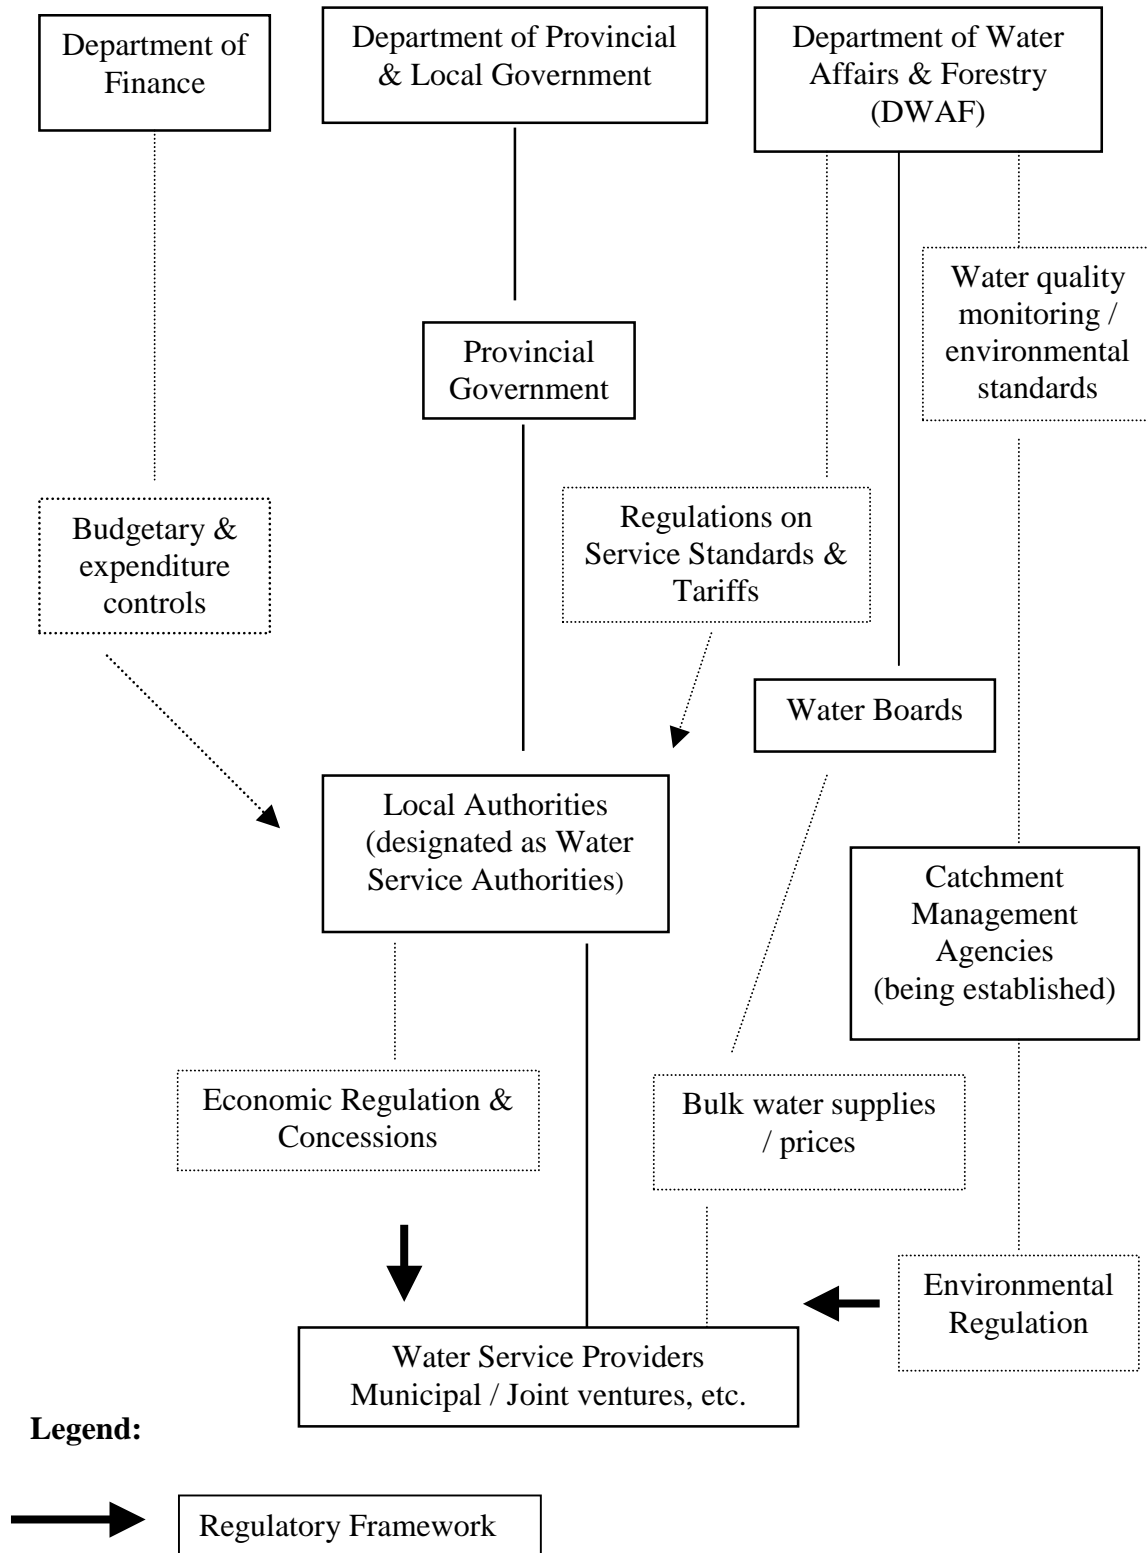 Department of
Finance
Department of Provincial
& Local Government
Department of Water
Affairs & Forestry
(DWAF)
Water quality
monitoring /
environmental
standards
Provincial
Government
Budgetary &
expenditure
controls
Regulations on
Service Standards &
Tariffs
Water Boards
Local Authorities
(designated as Water
Service Authorities)
Catchment
Management
Agencies
(being established)
Economic Regulation &
Concessions
Bulk water supplies
/ prices
Environmental
Regulation
Water Service Providers
Municipal / Joint ventures, etc.
Legend:
Regulatory Framework